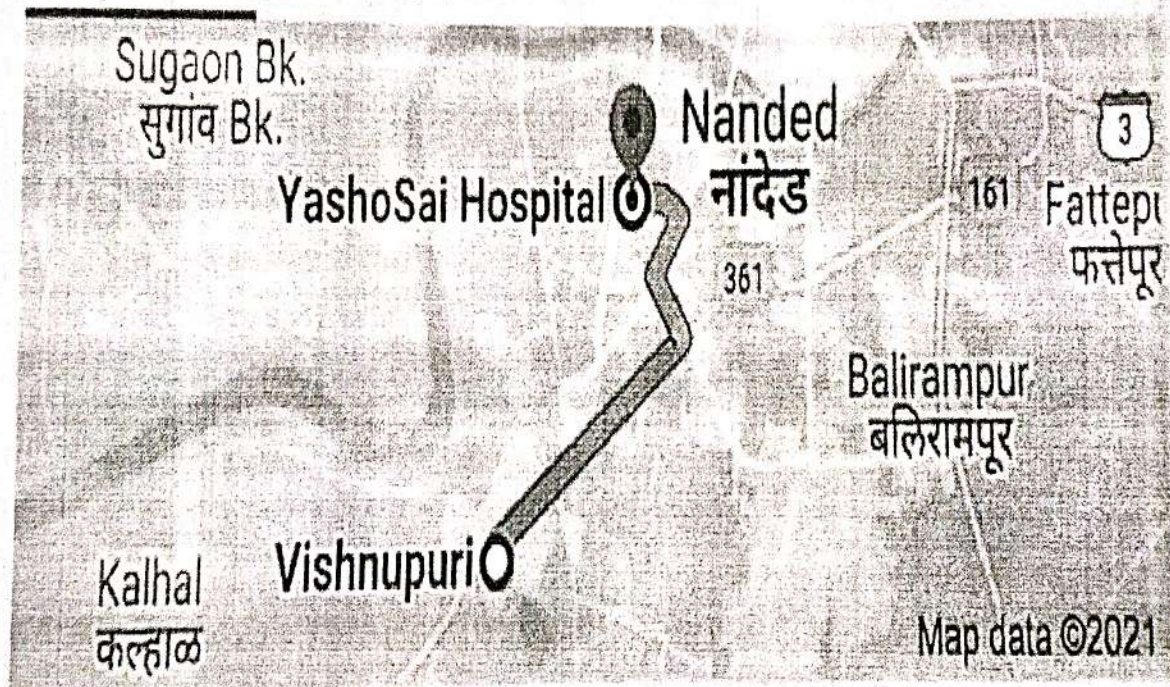 Sugaon Bk.
सुगांव Bk.
Nanded
नांदेड
3
YashoSai Hospital
161
Fattepu
फत्तेपूर
361
Balirampur
बलिरामपूर
Vishnupuri
Kalhal
कल्हाळ
Map data ©2021